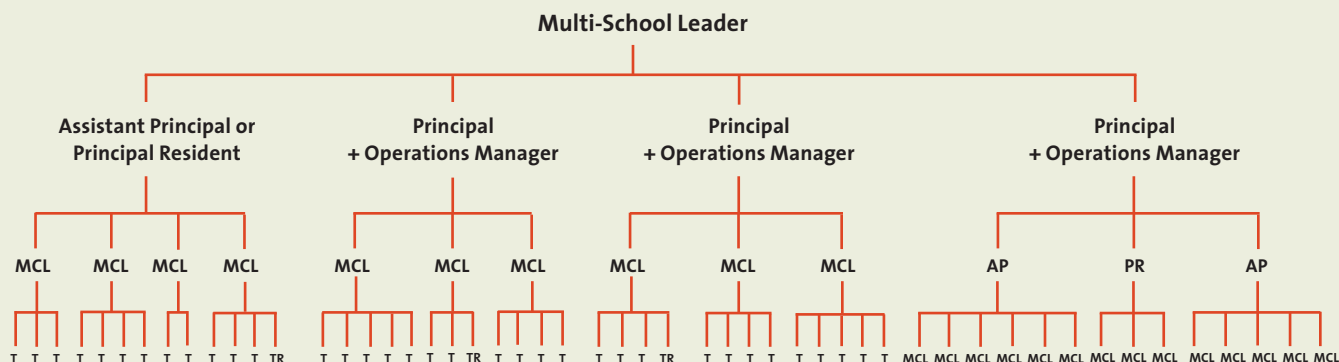 Multi-School Leader
Assistant Principal or
Principal Resident
Principal
+ Operations Manager
Principal
+ Operations Manager
Principal
+ Operations Manager
MCL MCL MCL MCL MCL MCL MCL MCL MCL MCL AP PR AP
T T T T T T T T T T T T TR T T T T T T T TR T T T T T T T TR T T T T T T T T T MCL MCL MCL MCL MCL MCL MCL MCL MCL MCL MCL MCL MCL MCL